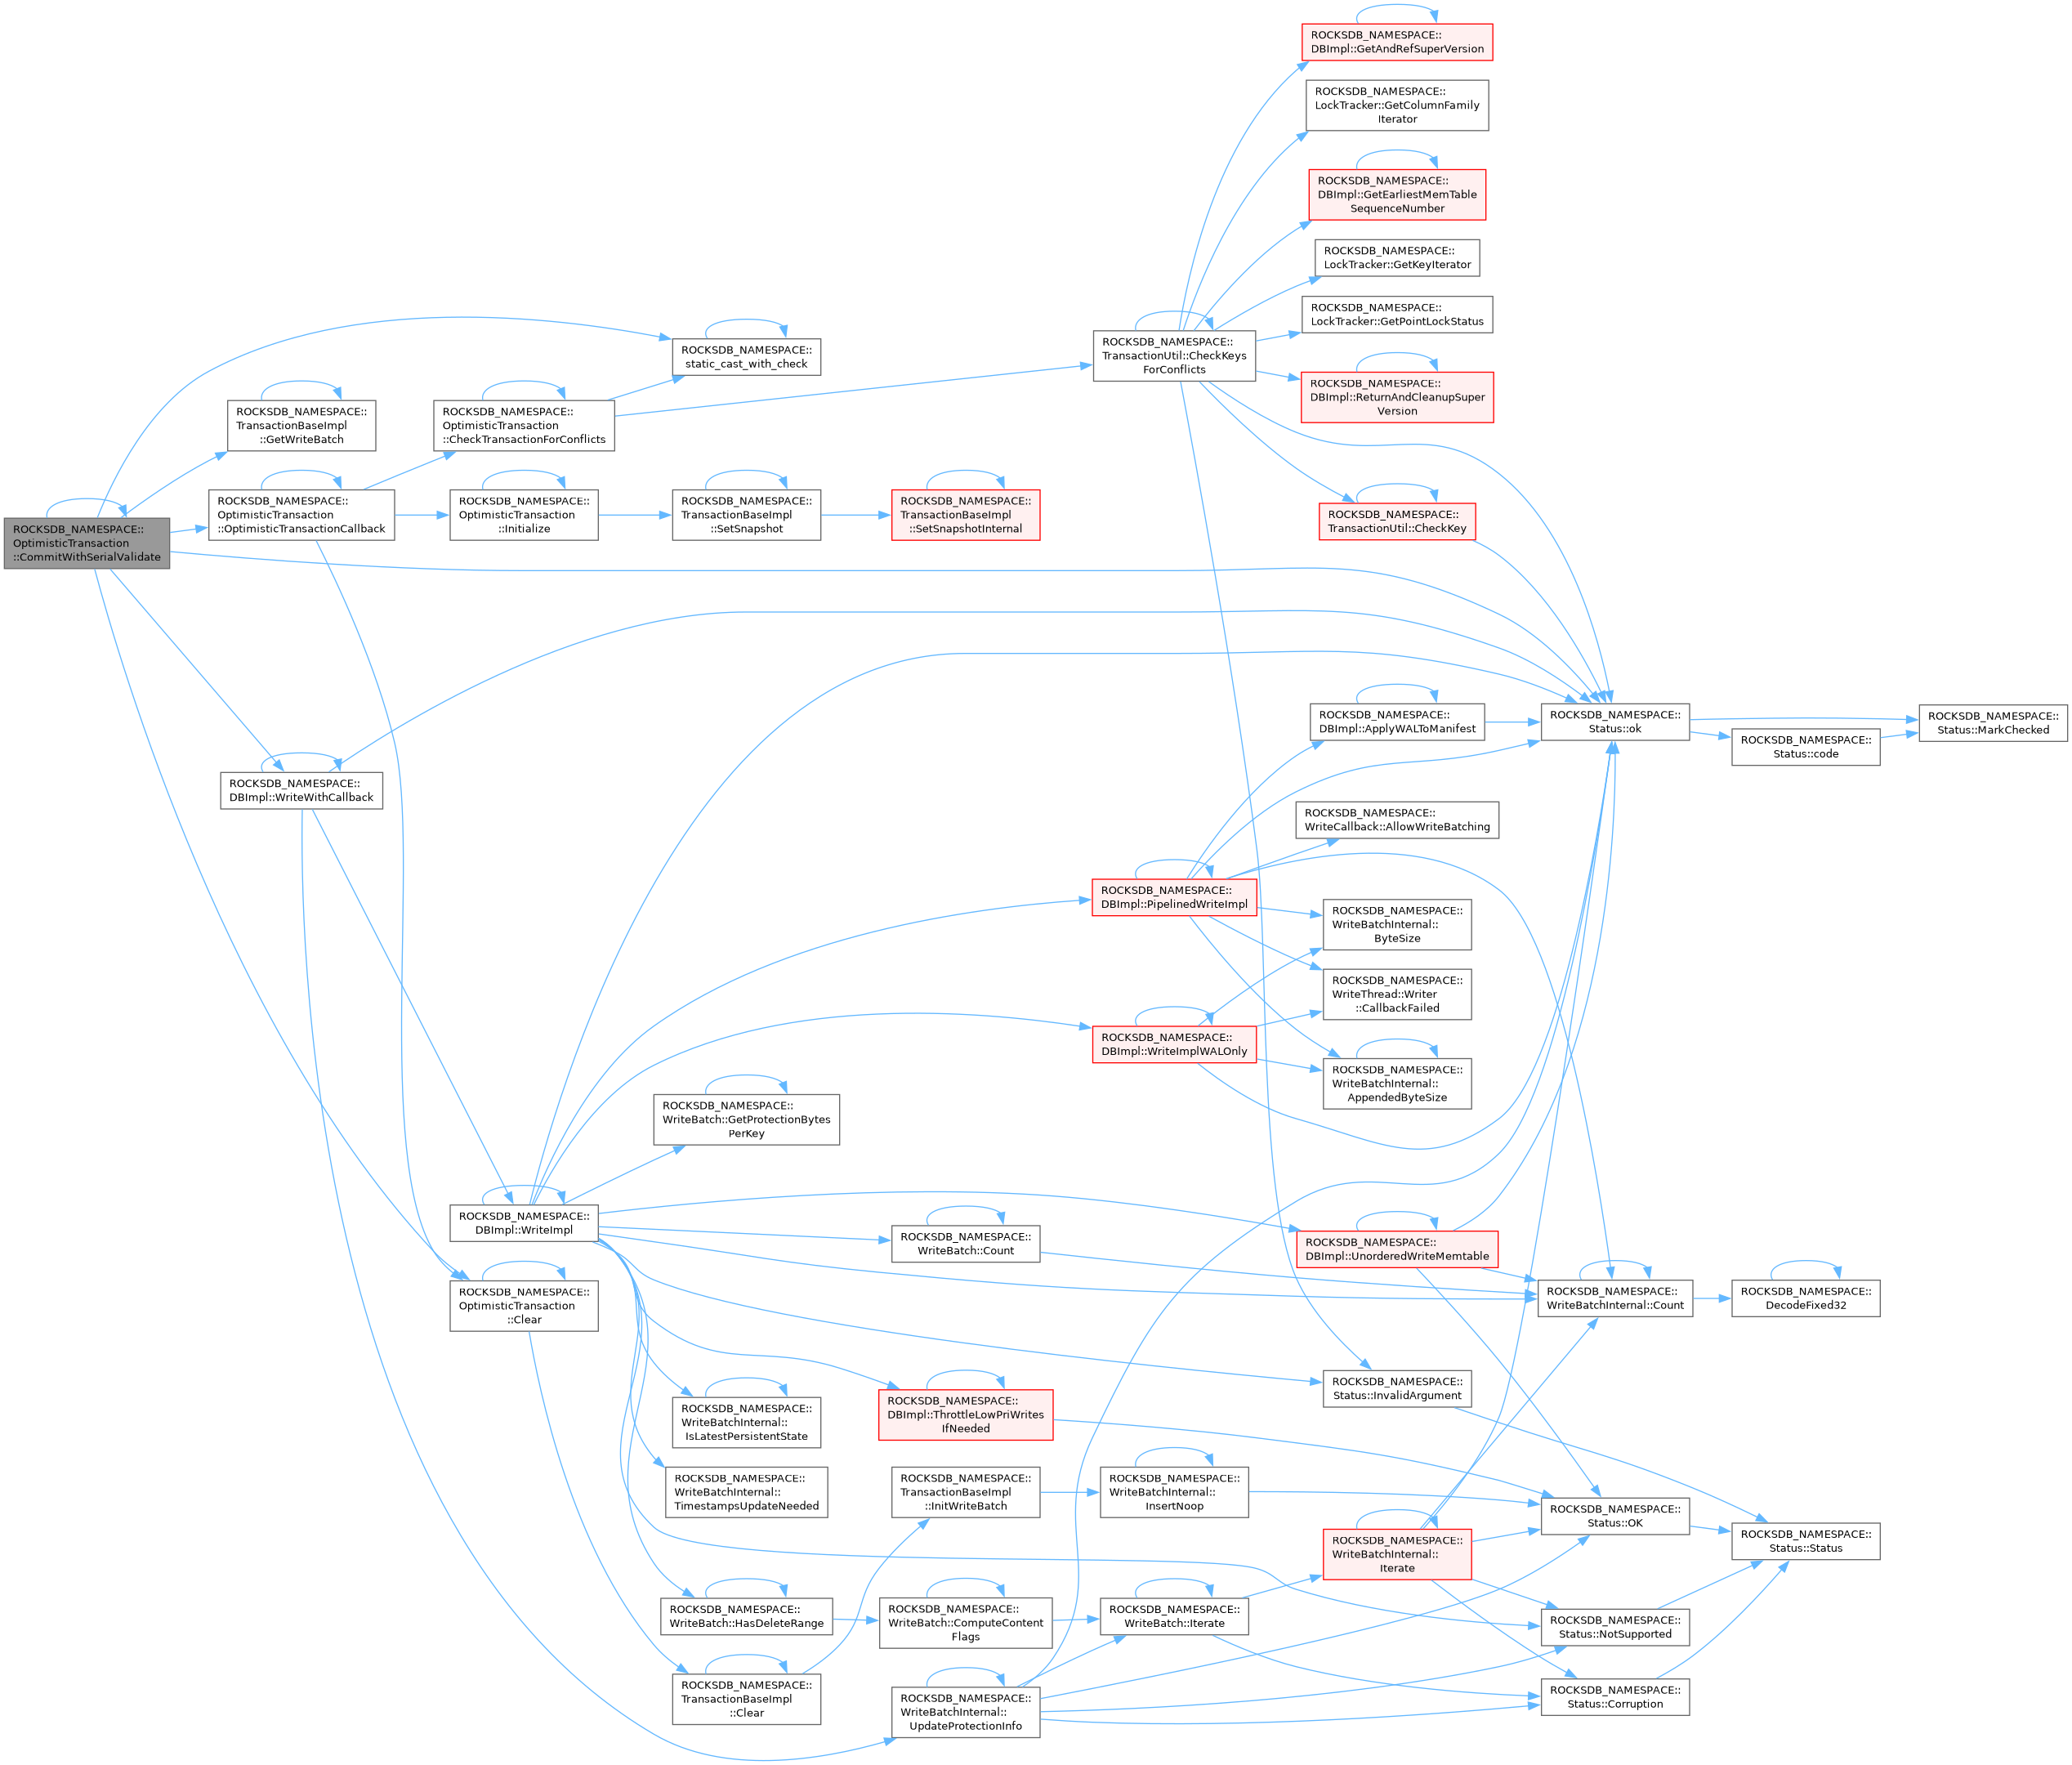 ROCKSDB_NAMESPACE::
OptimisticTransaction
::CommitWithSerialValidate
ROCKSDB_NAMESPACE::
TransactionBaseImpl
::GetWriteBatch
ROCKSDB_NAMESPACE::
OptimisticTransaction
::OptimisticTransactionCallback
ROCKSDB_NAMESPACE::
DBImpl::WriteWithCallback
ROCKSDB_NAMESPACE::
OptimisticTransaction
::CheckTransactionForConflicts
ROCKSDB_NAMESPACE::
OptimisticTransaction
::Initialize
ROCKSDB_NAMESPACE::
DBImpl::WriteImpl
ROCKSDB_NAMESPACE::
OptimisticTransaction
::Clear
ROCKSDB_NAMESPACE::
static_cast_with_check
ROCKSDB_NAMESPACE::
TransactionBaseImpl
::SetSnapshot
ROCKSDB_NAMESPACE::
WriteBatch::GetProtectionBytes
PerKey
ROCKSDB_NAMESPACE::
WriteBatchInternal::
IsLatestPersistentState
ROCKSDB_NAMESPACE::
WriteBatchInternal::
TimestampsUpdateNeeded
ROCKSDB_NAMESPACE::
WriteBatch::HasDeleteRange
ROCKSDB_NAMESPACE::
TransactionBaseImpl
::Clear
ROCKSDB_NAMESPACE::
TransactionBaseImpl
::SetSnapshotInternal
ROCKSDB_NAMESPACE::
WriteBatch::Count
ROCKSDB_NAMESPACE::
DBImpl::ThrottleLowPriWrites
IfNeeded
ROCKSDB_NAMESPACE::
TransactionBaseImpl
::InitWriteBatch
ROCKSDB_NAMESPACE::
WriteBatch::ComputeContent
Flags
ROCKSDB_NAMESPACE::
WriteBatchInternal::
UpdateProtectionInfo
ROCKSDB_NAMESPACE::
TransactionUtil::CheckKeys
ForConflicts
ROCKSDB_NAMESPACE::
DBImpl::PipelinedWriteImpl
ROCKSDB_NAMESPACE::
DBImpl::WriteImplWALOnly
ROCKSDB_NAMESPACE::
WriteBatchInternal::
InsertNoop
ROCKSDB_NAMESPACE::
WriteBatch::Iterate
ROCKSDB_NAMESPACE::
DBImpl::GetAndRefSuperVersion
ROCKSDB_NAMESPACE::
LockTracker::GetColumnFamily
Iterator
ROCKSDB_NAMESPACE::
DBImpl::GetEarliestMemTable
SequenceNumber
ROCKSDB_NAMESPACE::
LockTracker::GetKeyIterator
ROCKSDB_NAMESPACE::
LockTracker::GetPointLockStatus
ROCKSDB_NAMESPACE::
DBImpl::ReturnAndCleanupSuper
Version
ROCKSDB_NAMESPACE::
TransactionUtil::CheckKey
ROCKSDB_NAMESPACE::
DBImpl::ApplyWALToManifest
ROCKSDB_NAMESPACE::
WriteCallback::AllowWriteBatching
ROCKSDB_NAMESPACE::
WriteBatchInternal::
ByteSize
ROCKSDB_NAMESPACE::
WriteThread::Writer
::CallbackFailed
ROCKSDB_NAMESPACE::
WriteBatchInternal::
AppendedByteSize
ROCKSDB_NAMESPACE::
DBImpl::UnorderedWriteMemtable
ROCKSDB_NAMESPACE::
Status::InvalidArgument
ROCKSDB_NAMESPACE::
WriteBatchInternal::
Iterate
ROCKSDB_NAMESPACE::
Status::ok
ROCKSDB_NAMESPACE::
WriteBatchInternal::Count
ROCKSDB_NAMESPACE::
Status::OK
ROCKSDB_NAMESPACE::
Status::NotSupported
ROCKSDB_NAMESPACE::
Status::Corruption
ROCKSDB_NAMESPACE::
Status::code
ROCKSDB_NAMESPACE::
DecodeFixed32
ROCKSDB_NAMESPACE::
Status::Status
ROCKSDB_NAMESPACE::
Status::MarkChecked